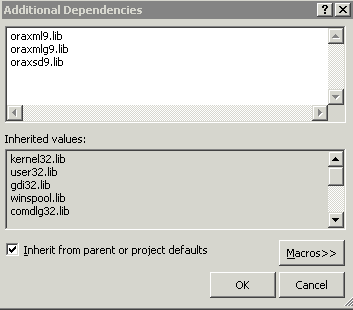 Additional Dependencies
oraxml9.lib
oraxmlg9.lib
oraxsd9.lib
Inherited values:
kernel32.lib
user32.lib
gdi32.lib
winspool.lib
comdlg32.lib
Inherit from parent or project defaults
Macros>>
OK
Cancel